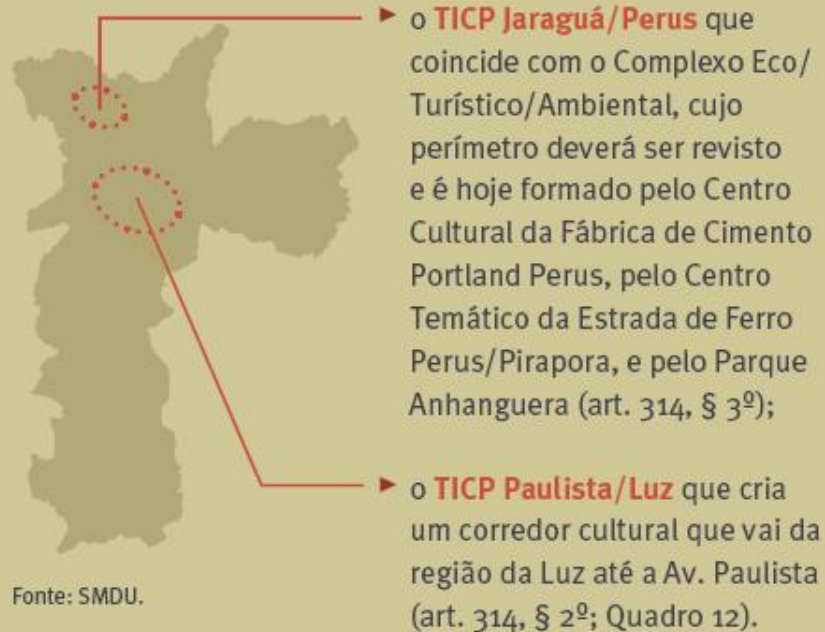 o TICP Jaraguá/Perus que
coincide com o Complexo Eco/
Turístico/Ambiental, cujo
perímetro deverá ser revisto
e é hoje formado pelo Centro
Cultural da Fábrica de Cimento
Portland Perus, pelo Centro
Temático da Estrada de Ferro
Perus/Pirapora, e pelo Parque
Anhanguera (art. 314, § 3º);
o TICP Paulista/Luz que cria
um corredor cultural que vai da
região da Luz até a Av. Paulista
(art. 314, § 2º; Quadro 12).
Fonte: SMDU.